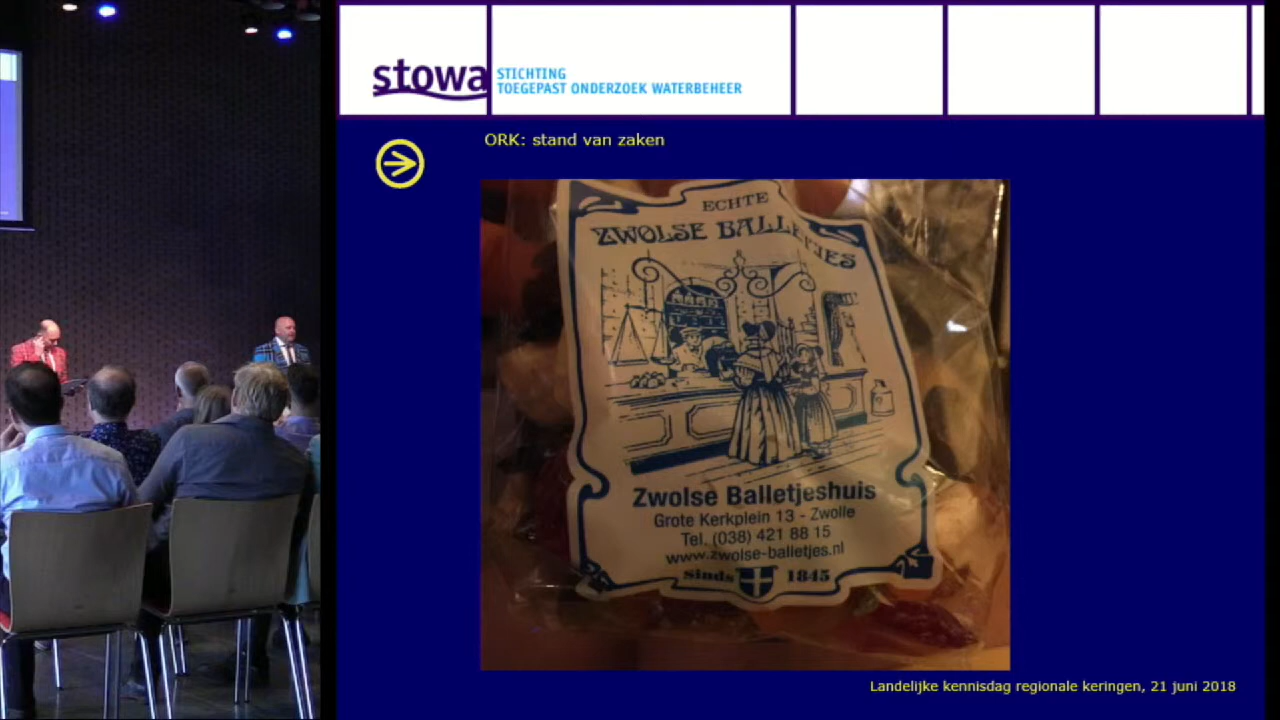 stowa
STICHTING
TOEGEPAST ONDERZOEK WATERBEHEER
ORK: stand van zaken
ECHTE
ZWOLSE BALLETJES
Zwolse Balletjeshuis
Grote Kerkplein 13 - Zwolle
Tel. (038) 421 88 15
www.zwolse-balletjes.nl
Sinds 1845
Landelijke kennisdag regionale keringen, 21 juni 2018